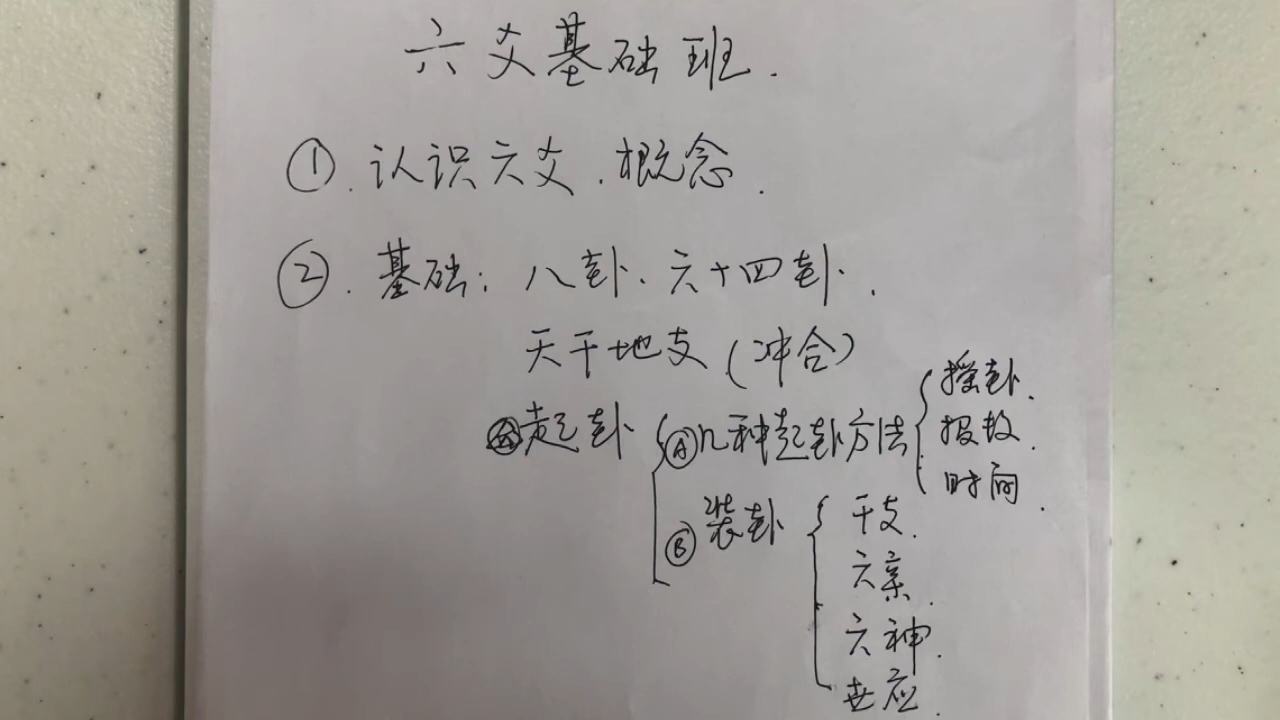 六爻基础班.
①.认识六爻.概念.
②.基础:八卦.六十四卦.
天干地支(冲合)
起卦{Ⓐ几种起卦方法{摇卦.
报数.
时间.
Ⓑ装卦{干支.
六亲.
六神.
世应.